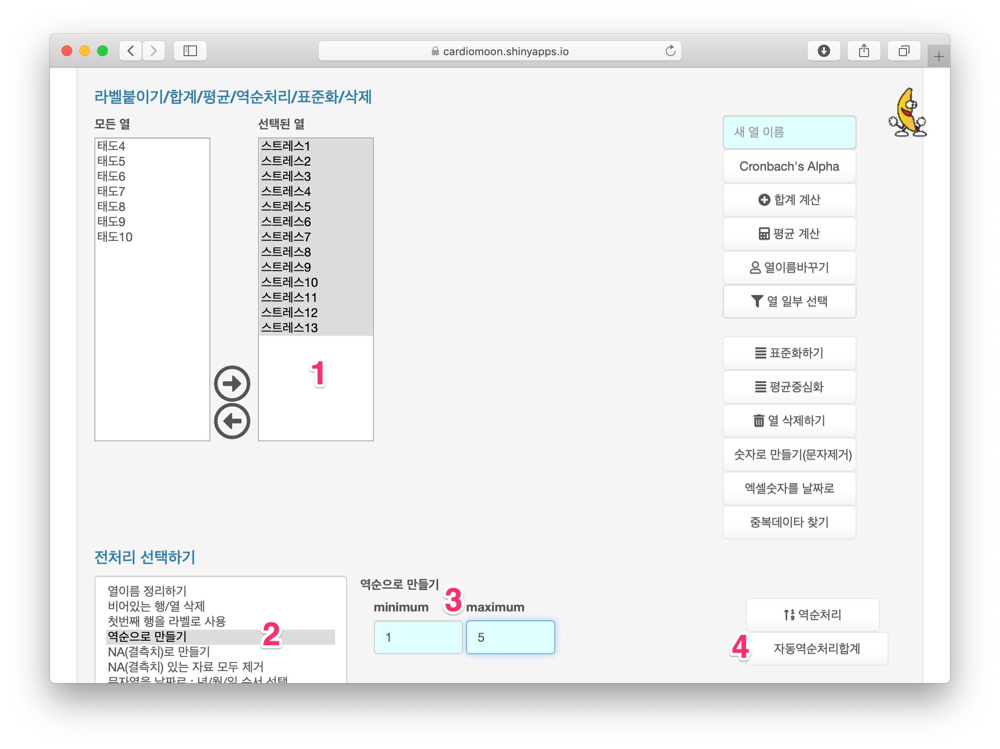 cardiomoon.shinyapps.io
라벨붙이기/합계/평균/역순처리/표준화/삭제
모든 열
선택된 열
태도4
태도5
태도6
태도7
태도8
태도9
태도10
스트레스1
스트레스2
스트레스3
스트레스4
스트레스5
스트레스6
스트레스7
스트레스8
스트레스9
스트레스10
스트레스11
스트레스12
스트레스13
1
새 열 이름
Cronbach's Alpha
합계 계산
평균 계산
열이름바꾸기
열 일부 선택
표준화하기
평균중심화
열 삭제하기
숫자로 만들기(문자제거)
엑셀숫자를 날짜로
중복데이타 찾기
전처리 선택하기
열이름 정리하기
비어있는 행/열 삭제
첫번째 행을 라벨로 사용
역순으로 만들기
2
NA(결측치)로 만들기
NA(결측치) 있는 자료 모두 제거
문자열을 날짜로 : 년/월/일 순서 선택
역순으로 만들기
3
minimum
maximum
1
5
역순처리
4
자동역순처리합계